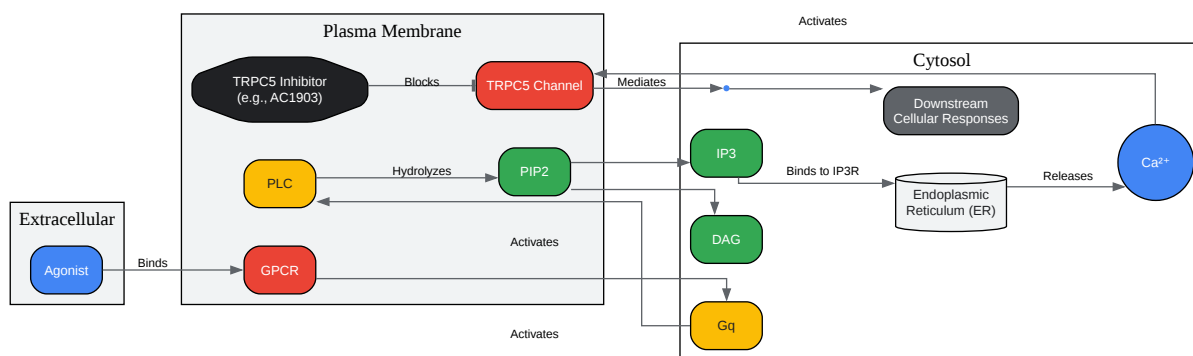 Activates
Plasma Membrane
Cytosol
TRPC5 Inhibitor
(e.g., AC1903)
Blocks
TRPC5 Channel
Mediates
Downstream
Cellular Responses
IP3
Binds to IP3R
Ca²⁺
PLC
Hydrolyzes
PIP2
Endoplasmic
Reticulum (ER)
Releases
Extracellular
DAG
Activates
Agonist
Binds
GPCR
Gq
Activates